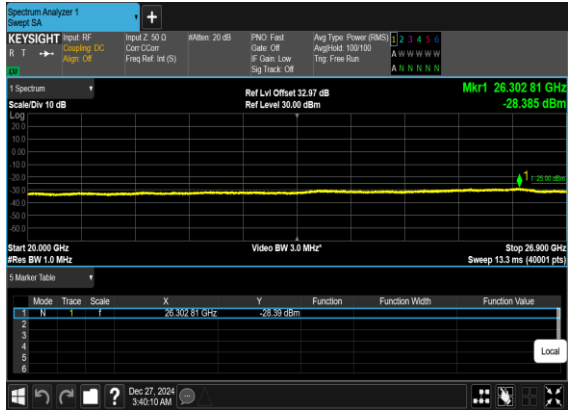 Spectrum Analyzer 1
Swept SA
KEYSIGHT
R T
Input: RF
Coupling: DC
Align: Off
Input Z: 50 Ω
Corr CCorr
Freq Ref: Int (S)
#Atten: 20 dB
PNO: Fast
Gate: Off
IF Gain: Low
Sig Track: Off
Avg Type: Power (RMS)
Avg|Hold: 100/100
Trig: Free Run
1 2 3 4 5 6
A W W W W W
A N N N N N
1 Spectrum
Scale/Div 10 dB
Ref Lvl Offset 32.97 dB
Ref Level 30.00 dBm
Mkr1 26.302 81 GHz
-28.385 dBm
Log
20.0
10.0
0.00
-10.0
-20.0
-30.0
-40.0
-50.0
-60.0
1
Start 20.000 GHz
#Res BW 1.0 MHz
Video BW 3.0 MHz*
Stop 26.900 GHz
Sweep 13.3 ms (40001 pts)
5 Marker Table
Mode Trace Scale X Y Function Function Width Function Value
1 N 1 f 26.302 81 GHz -28.39 dBm
2
3
4
5
6
Local
Dec 27, 2024
3:40:10 AM